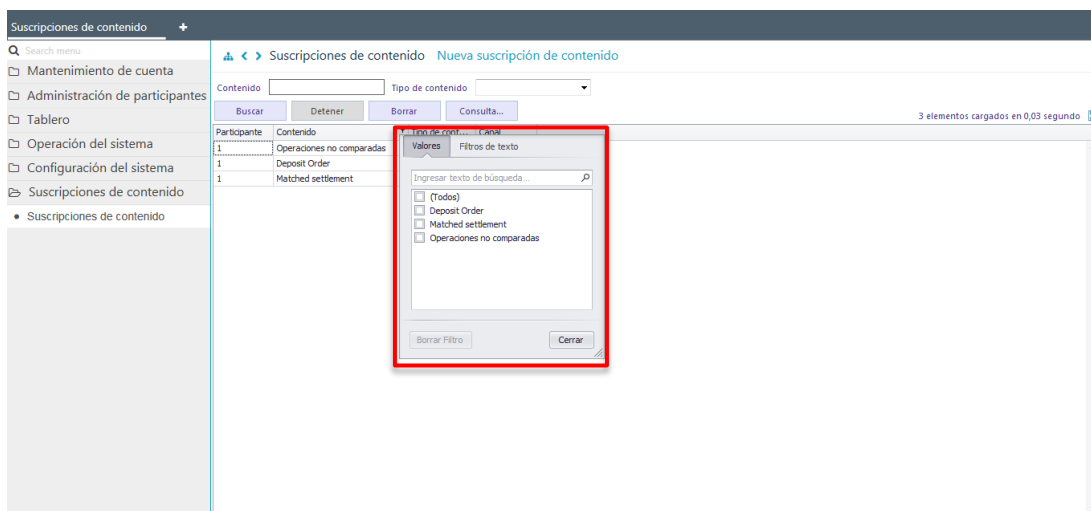 Suscripciones de contenido +
Search menu
Mantenimiento de cuenta
Administración de participantes
Tablero
Operación del sistema
Configuración del sistema
Suscripciones de contenido
Suscripciones de contenido
Suscripciones de contenido Nueva suscripción de contenido
Contenido Tipo de contenido
Buscar Detener Borrar Consulta...
3 elementos cargados en 0,03 segundo
Participante Contenido Tipo de cont... Canal
1 Operaciones no comparadas
1 Deposit Order
1 Matched settlement
Valores Filtros de texto
Ingresar texto de búsqueda...
(Todos)
Deposit Order
Matched settlement
Operaciones no comparadas
Borrar Filtro Cerrar